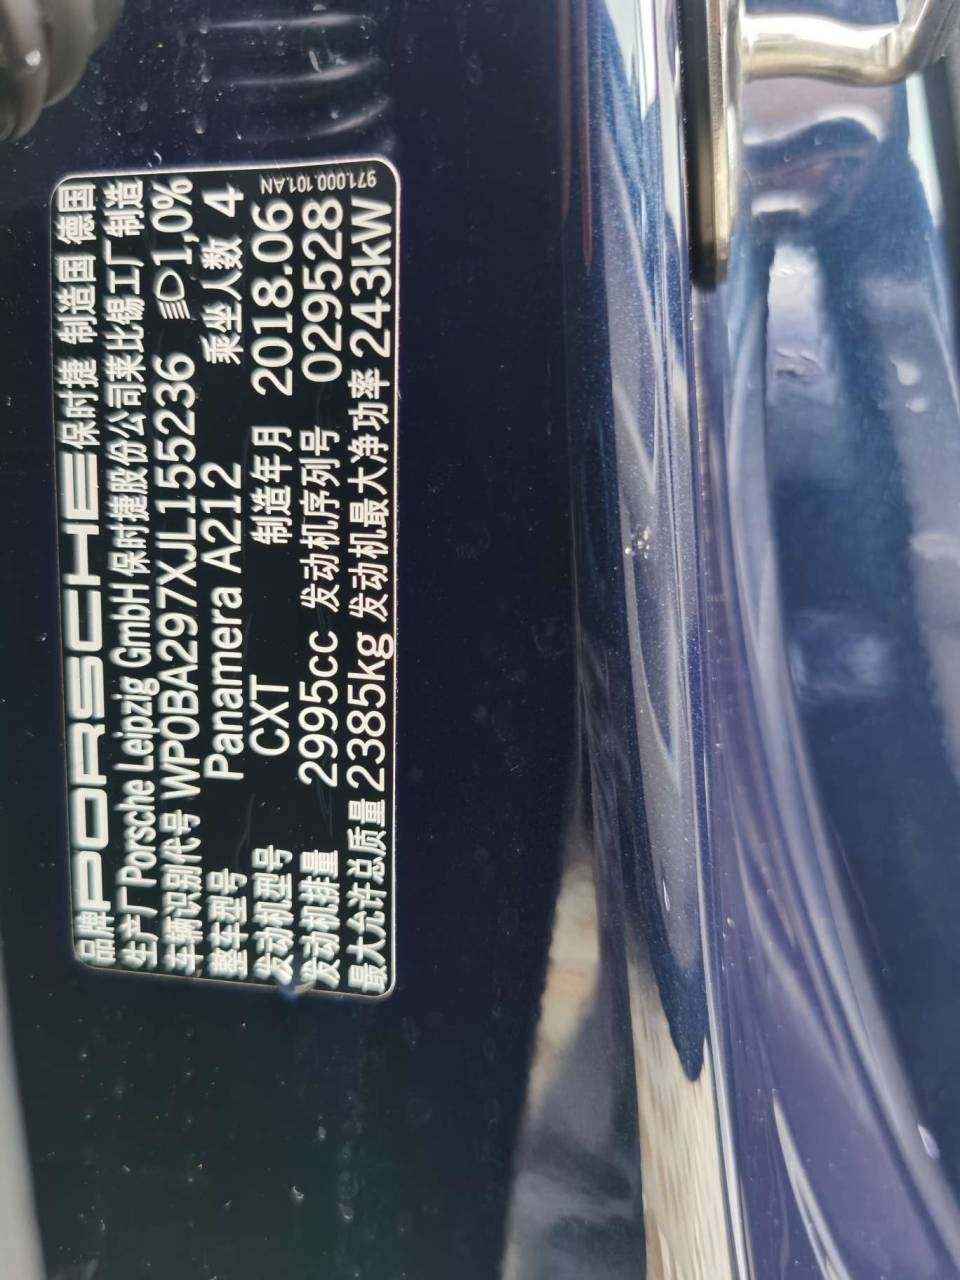 品牌 PORSCHE 保时捷 制造国 德国
生产厂 Porsche Leipzig GmbH 保时捷股份公司莱比锡工厂制造
车辆识别代号 WP0BA297XJL155236 1,0%
整车型号 Panamera A212 乘坐人数 4
发动机型号 CXT 制造年月 2018.06
发动机排量 2995cc 发动机序列号 029528
最大允许总质量 2385kg 发动机最大净功率 243kW
971.000.101.AN